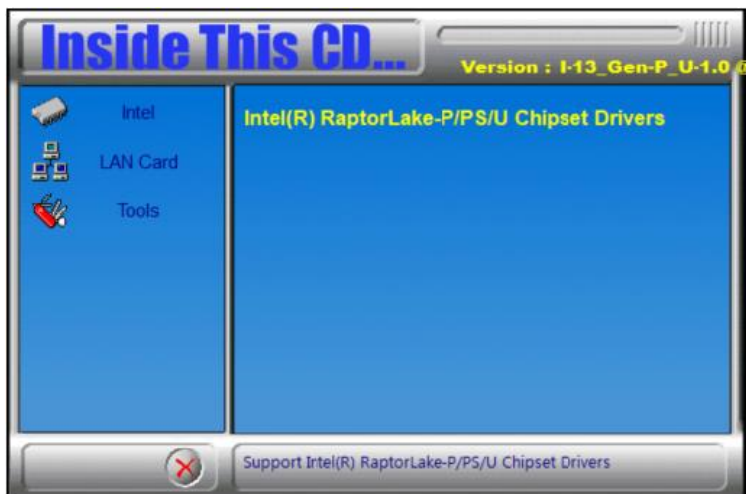 Inside This CD...
Version : I-13_Gen-P_U-1.0
Intel
LAN Card
Tools
Intel(R) RaptorLake-P/PS/U Chipset Drivers
Support Intel(R) RaptorLake-P/PS/U Chipset Drivers